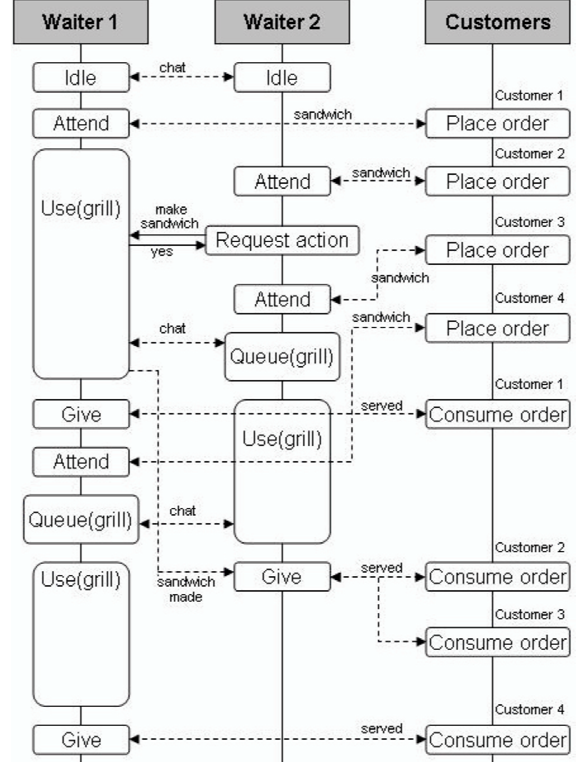 Waiter 1
Waiter 2
Customers
Idle
chat
Idle
Customer 1
Attend
sandwich
Place order
Customer 2
Attend
sandwich
Place order
Use(grill)
make
sandwich
yes
Request action
Customer 3
Place order
sandwich
Attend
Customer 4
sandwich
Place order
chat
Queue(grill)
Customer 1
Give
served
Consume order
Use(grill)
Attend
Queue(grill)
chat
Customer 2
Use(grill)
sandwich
made
Give
served
Consume order
Customer 3
Consume order
Customer 4
Give
served
Consume order